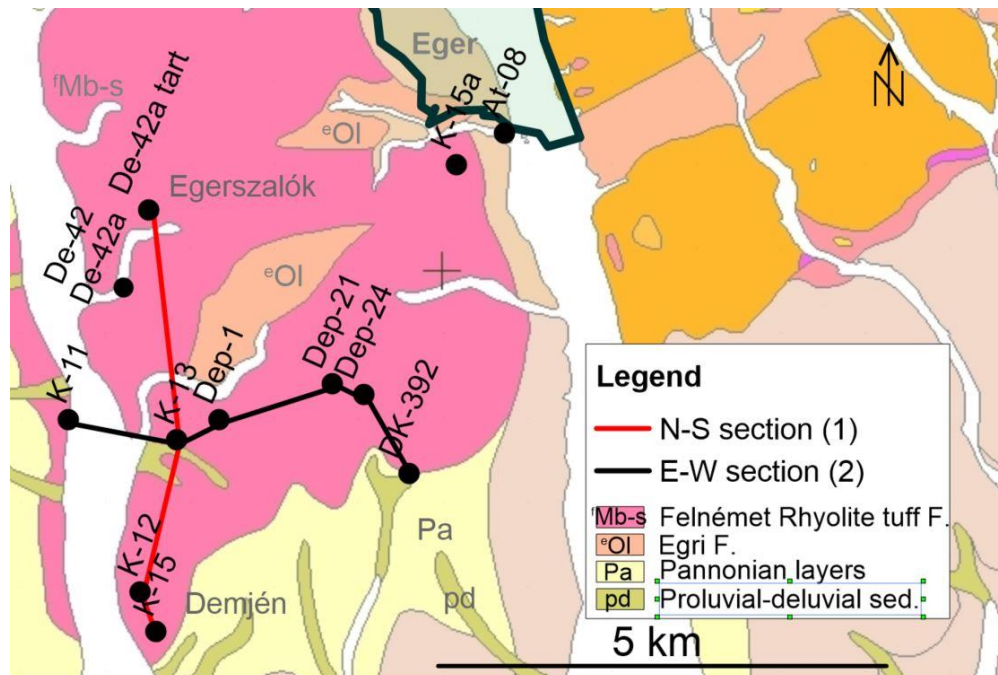 Eger
ᶠMb-s
De-42a tart
ᵉOl
K-15a
At-08
N
Egerszalók
De-42
De-42a
ᵉOl
K-11
K-13
Dep-1
Dep-21
Dep-24
DK-392
K-12
K-15
Demjén
Pa
pd
Legend
N-S section (1)
E-W section (2)
ᶠMb-s Felnémet Rhyolite tuff F.
ᵉOl Egri F.
Pa Pannonian layers
pd Proluvial-deluvial sed.
5 km